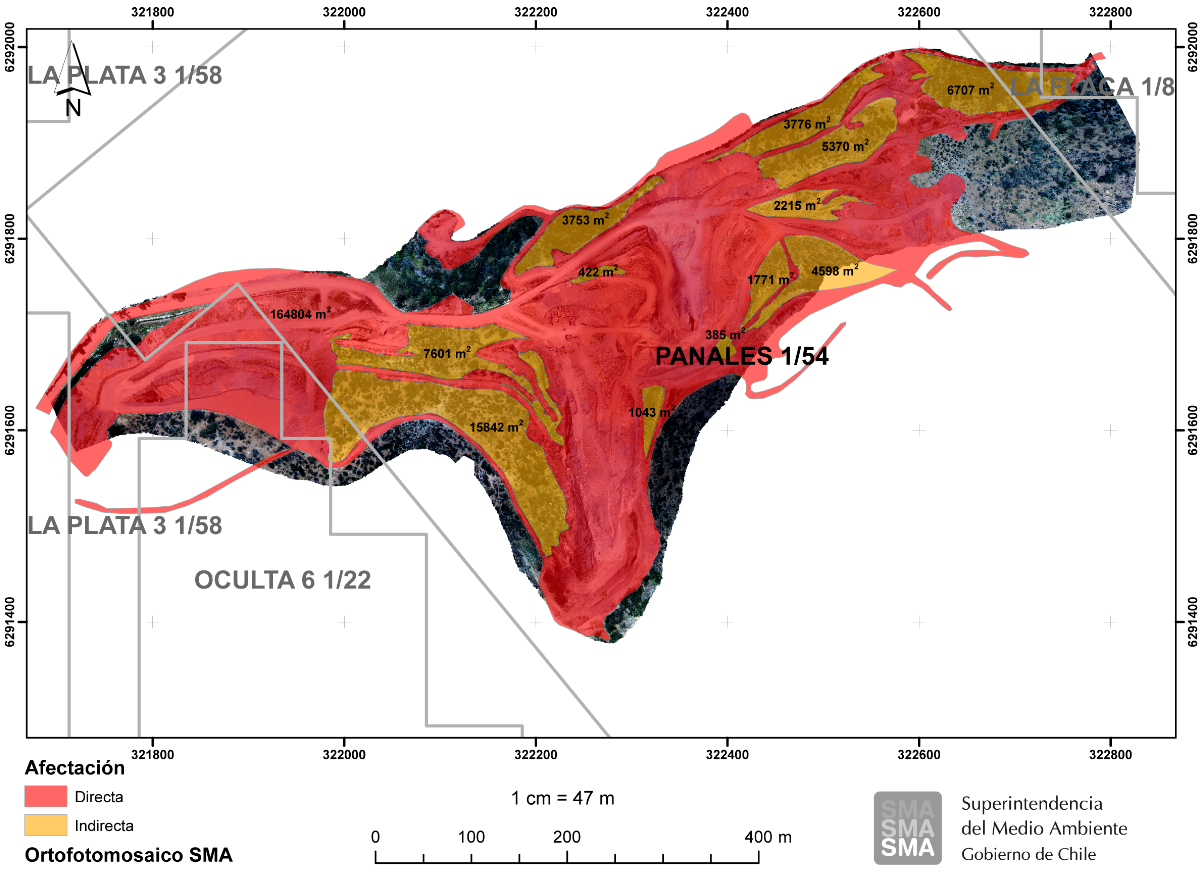 321800 322000 322200 322400 322600 322800
6292000 6292000
LA PLATA 3 1/58
N
LA FLACA 1/8
6707 m²
3776 m²
5370 m²
2215 m²
3753 m²
6291800 6291800
422 m²
1771 m²
4598 m²
164804 m²
385 m²
PANALES 1/54
7601 m²
1043 m²
15842 m²
6291600 6291600
LA PLATA 3 1/58
OCULTA 6 1/22
6291400 6291400
321800 322000 322200 322400 322600 322800
Afectación
Directa
Indirecta
Ortofotomosaico SMA
1 cm = 47 m
0 100 200 400 m
SMA
SMA
SMA
Superintendencia
del Medio Ambiente
Gobierno de Chile